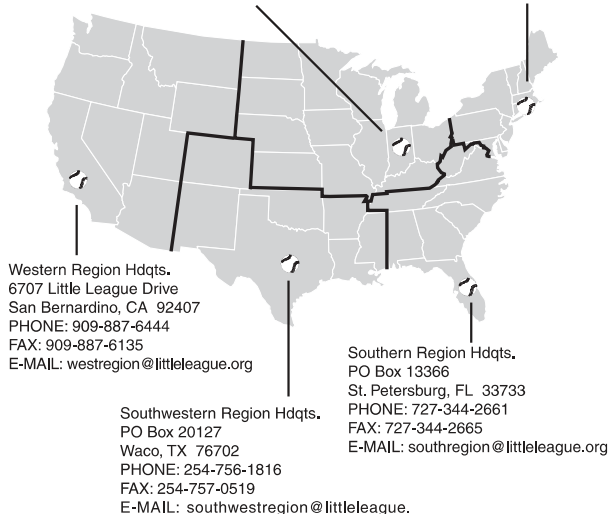 Western Region Hdqts.
6707 Little League Drive
San Bernardino, CA 92407
PHONE: 909-887-6444
FAX: 909-887-6135
E-MAIL: westregion@littleleague.org
Southwestern Region Hdqts.
PO Box 20127
Waco, TX 76702
PHONE: 254-756-1816
FAX: 254-757-0519
E-MAIL: southwestregion@littleleague.
Southern Region Hdqts.
PO Box 13366
St. Petersburg, FL 33733
PHONE: 727-344-2661
FAX: 727-344-2665
E-MAIL: southregion@littleleague.org